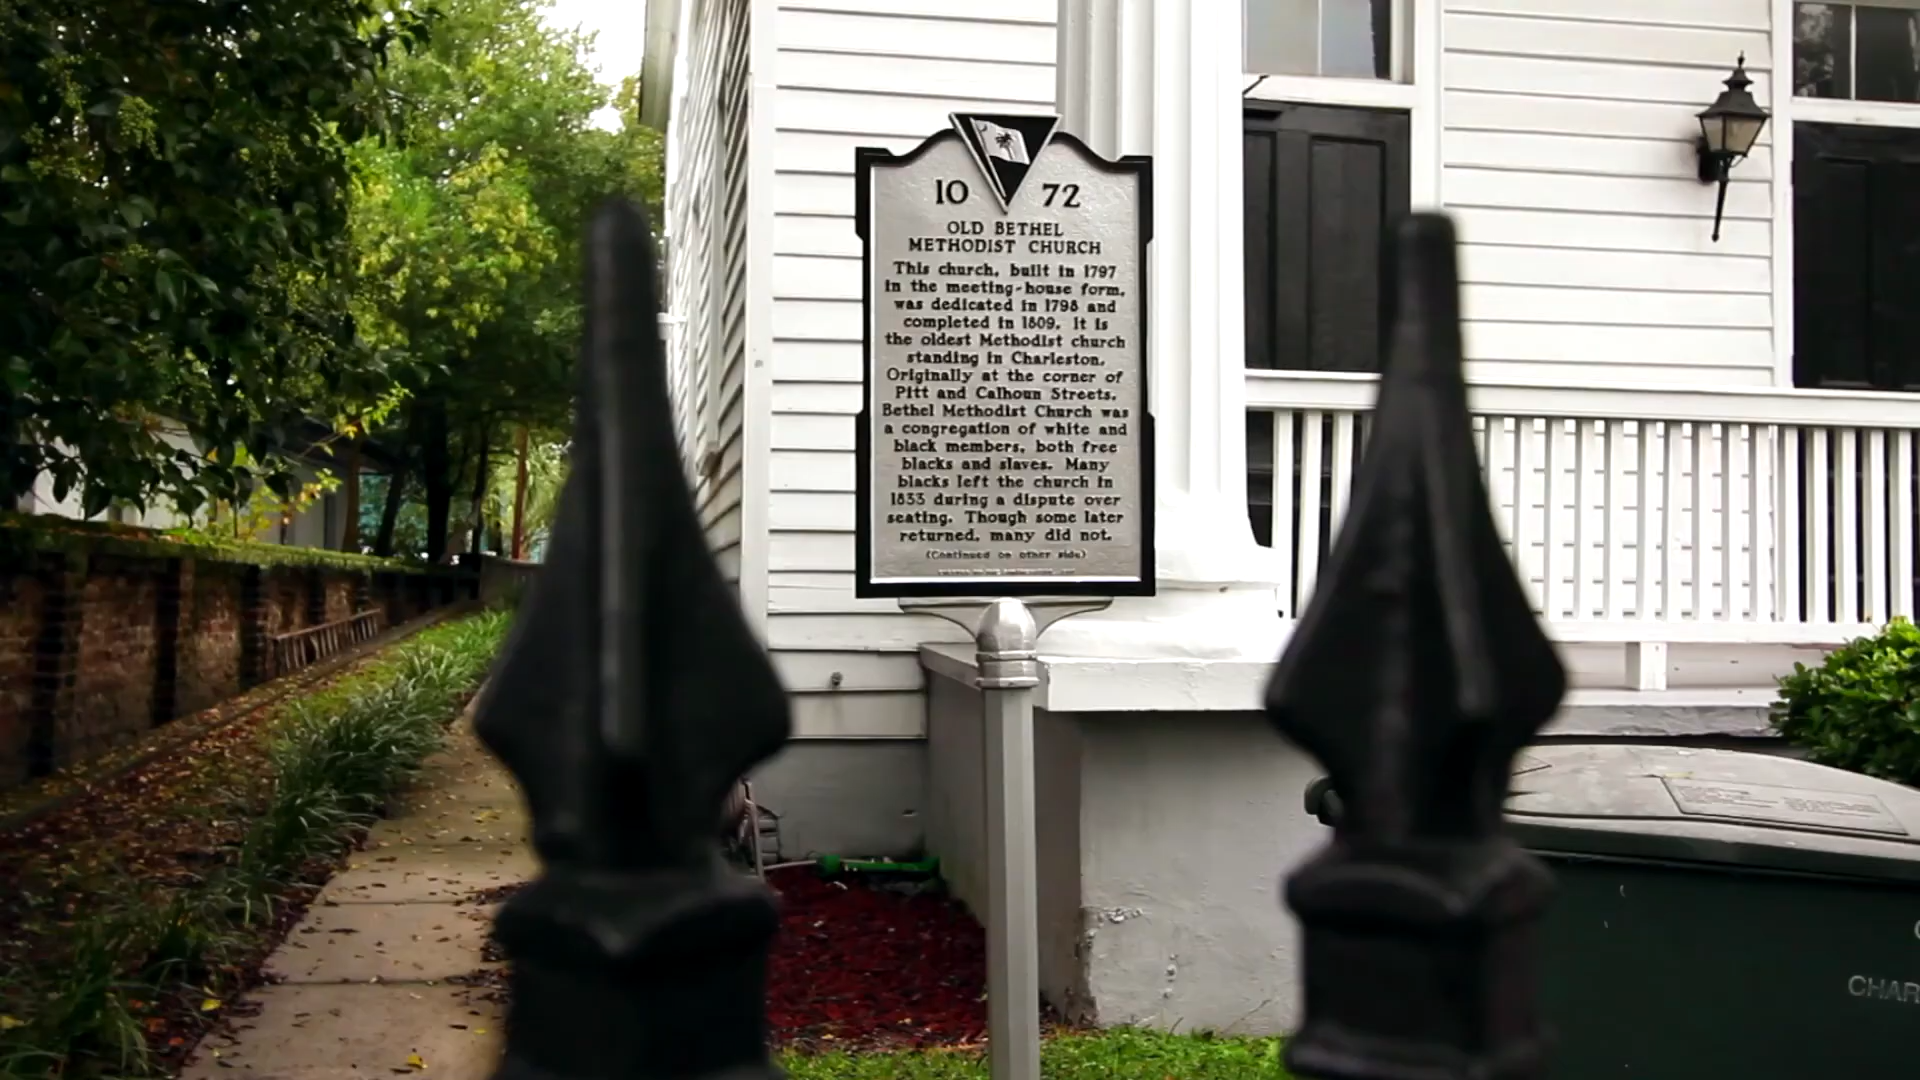 10 72
OLD BETHEL
METHODIST CHURCH
This church, built in 1797
in the meeting-house form,
was dedicated in 1798 and
completed in 1809. It is
the oldest Methodist church
standing in Charleston.
Originally at the corner of
Pitt and Calhoun Streets,
Bethel Methodist Church was
a congregation of white and
black members, both free
blacks and slaves. Many
blacks left the church in
1833 during a dispute over
seating. Though some later
returned, many did not.
(Continued on other side)
CHAR